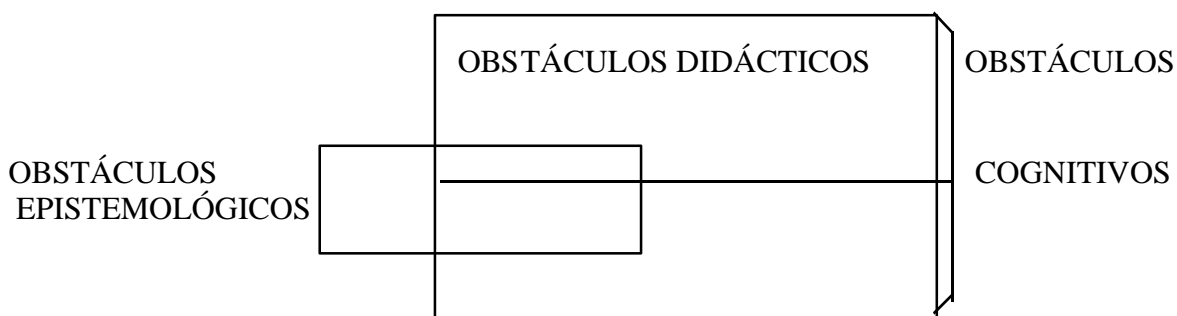 OBSTÁCULOS DIDÁCTICOS
OBSTÁCULOS
COGNITIVOS
OBSTÁCULOS
EPISTEMOLÓGICOS